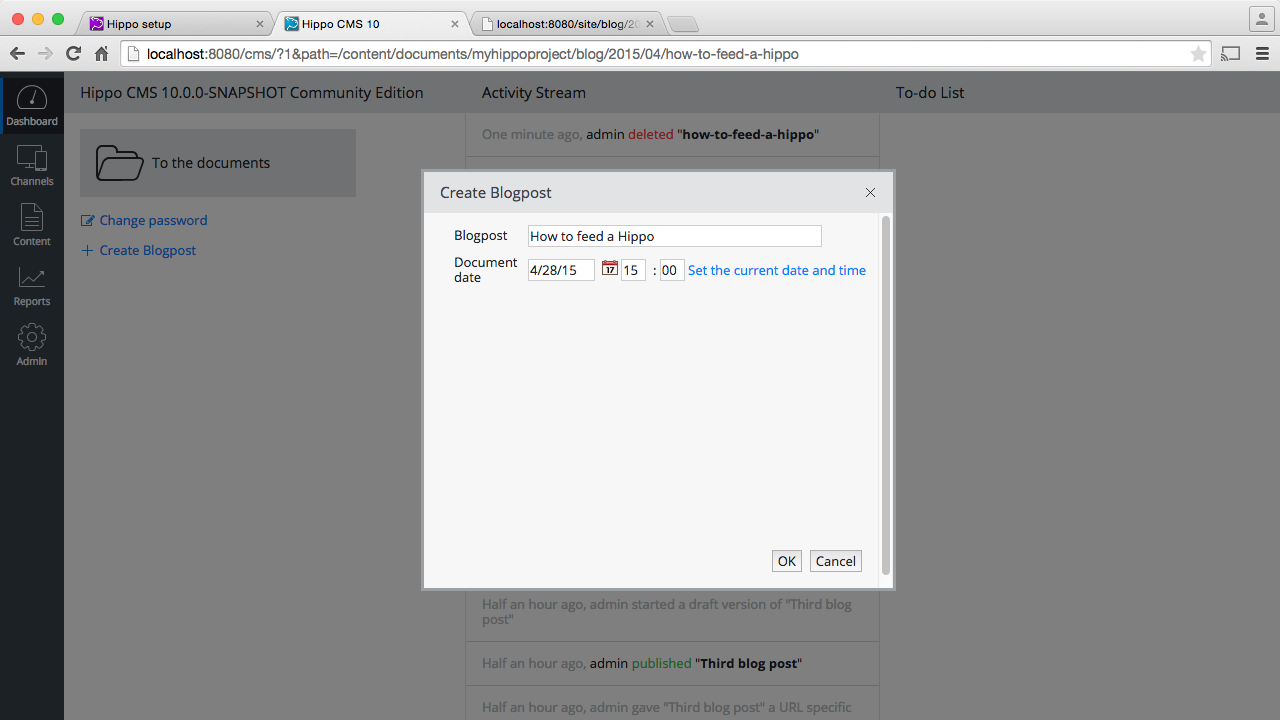 Hippo setup
Hippo CMS 10
localhost:8080/site/blog/20
localhost:8080/cms/?1&path=/content/documents/myhippoproject/blog/2015/04/how-to-feed-a-hippo
Dashboard
Channels
Content
Reports
Admin
Hippo CMS 10.0.0-SNAPSHOT Community Edition
To the documents
Change password
Create Blogpost
Activity Stream
One minute ago, admin deleted "how-to-feed-a-hippo"
To-do List
Create Blogpost
Blogpost
How to feed a Hippo
Document
date
4/28/15
17
15 : 00
Set the current date and time
OK
Cancel
Half an hour ago, admin started a draft version of "Third blog
post"
Half an hour ago, admin published "Third blog post"
Half an hour ago, admin gave "Third blog post" a URL specific